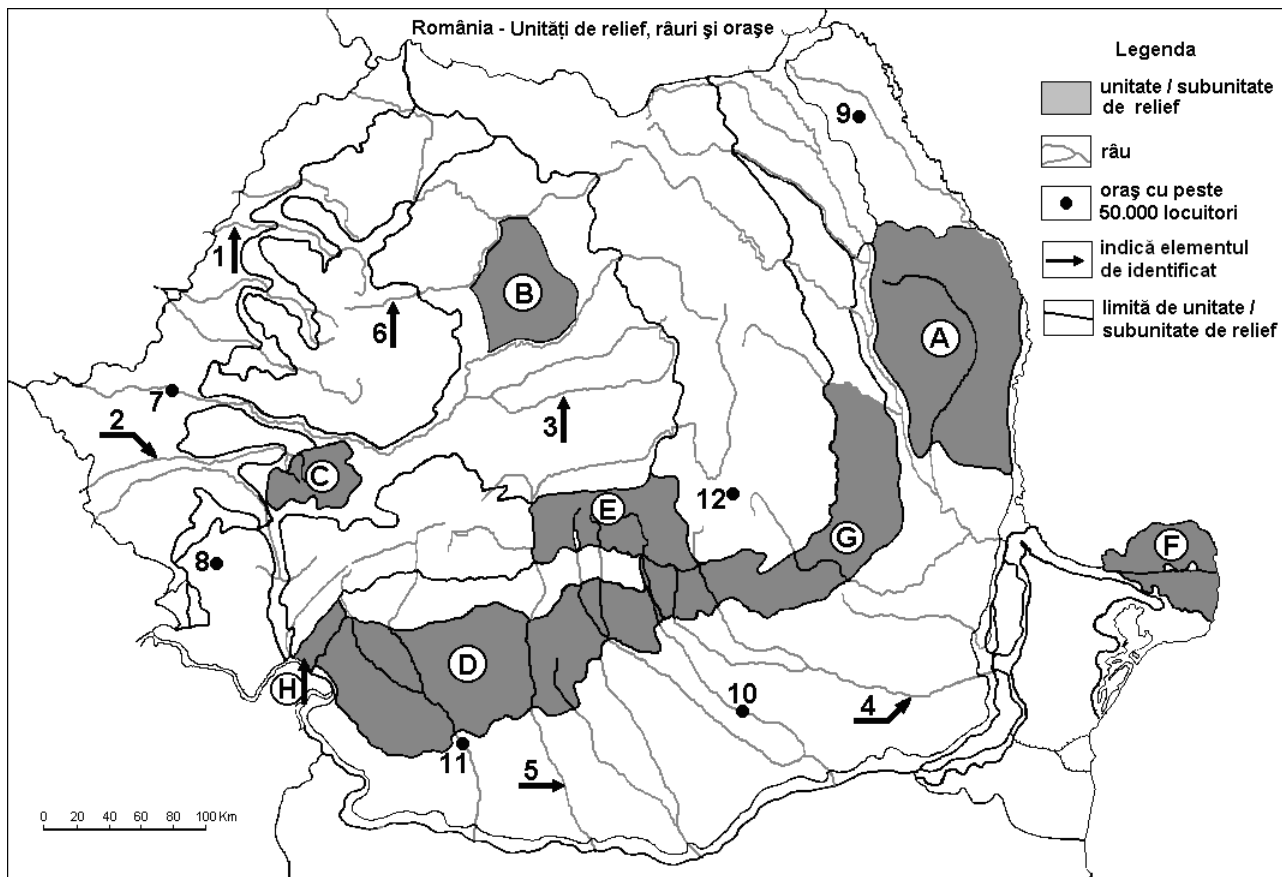 România - Unități de relief, râuri și orașe
Legenda
unitate / subunitate
de relief
râu
oraș cu peste
50.000 locuitori
indică elementul
de identificat
limită de unitate /
subunitate de relief
9
1
B
A
6
7
2
3
C
12
E
G
F
8
D
H
10
4
11
5
0 20 40 60 80 100 Km